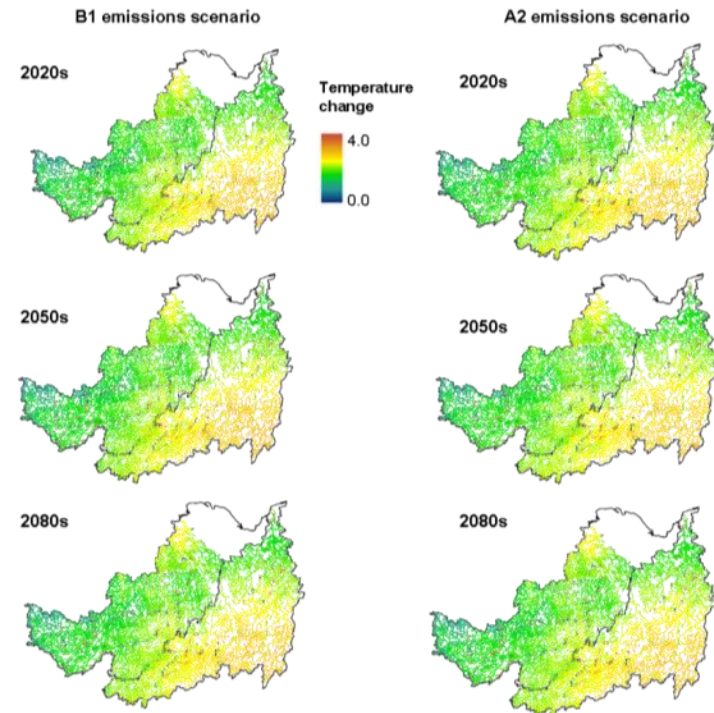 B1 emissions scenario
A2 emissions scenario
2020s
2020s
Temperature
change
4.0
0.0
2050s
2050s
2080s
2080s